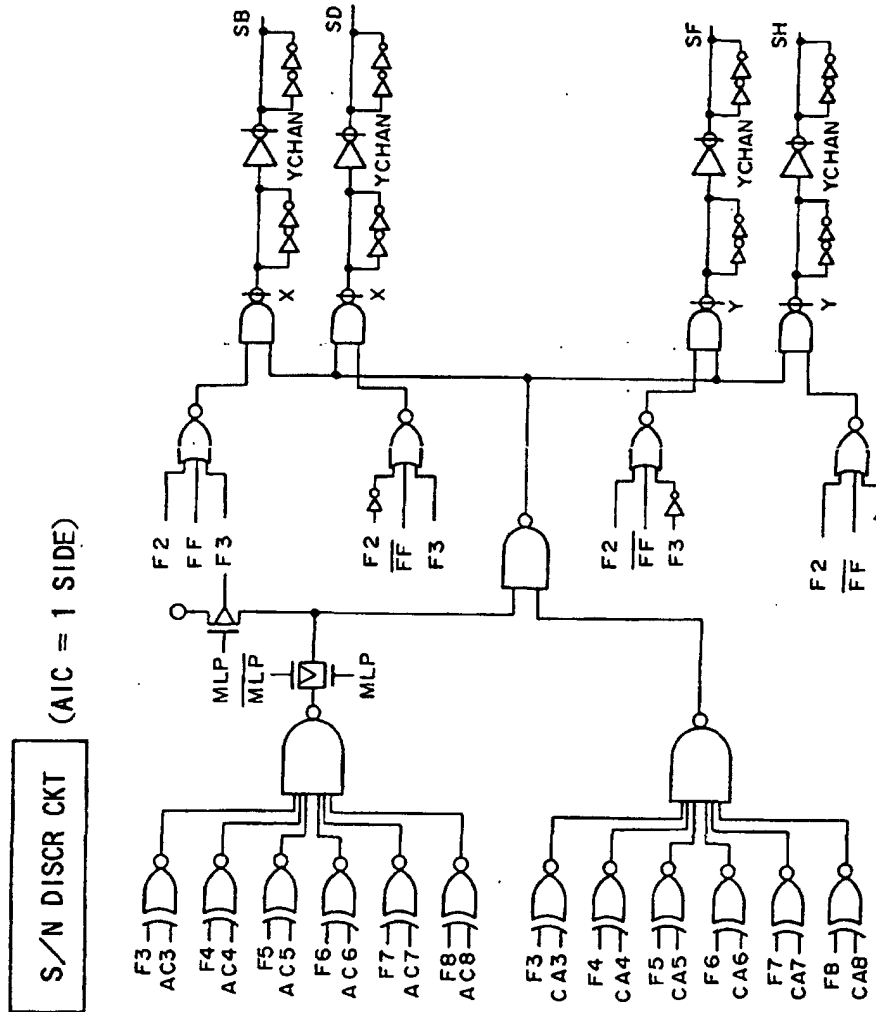 S/N DISCR CKT
(AIC = 1 SIDE)
F3
AC3
F4
AC4
F5
AC5
F6
AC6
F7
AC7
F8
AC8
F3
CA3
F4
CA4
F5
CA5
F6
CA6
F7
CA7
F8
CA8
MLP
MLP
MLP
F2
FF
F3
F2
FF
F3
F2
FF
F3
F2
FF
X
YCHAN
SB
X
YCHAN
SD
Y
YCHAN
SF
Y
YCHAN
SH